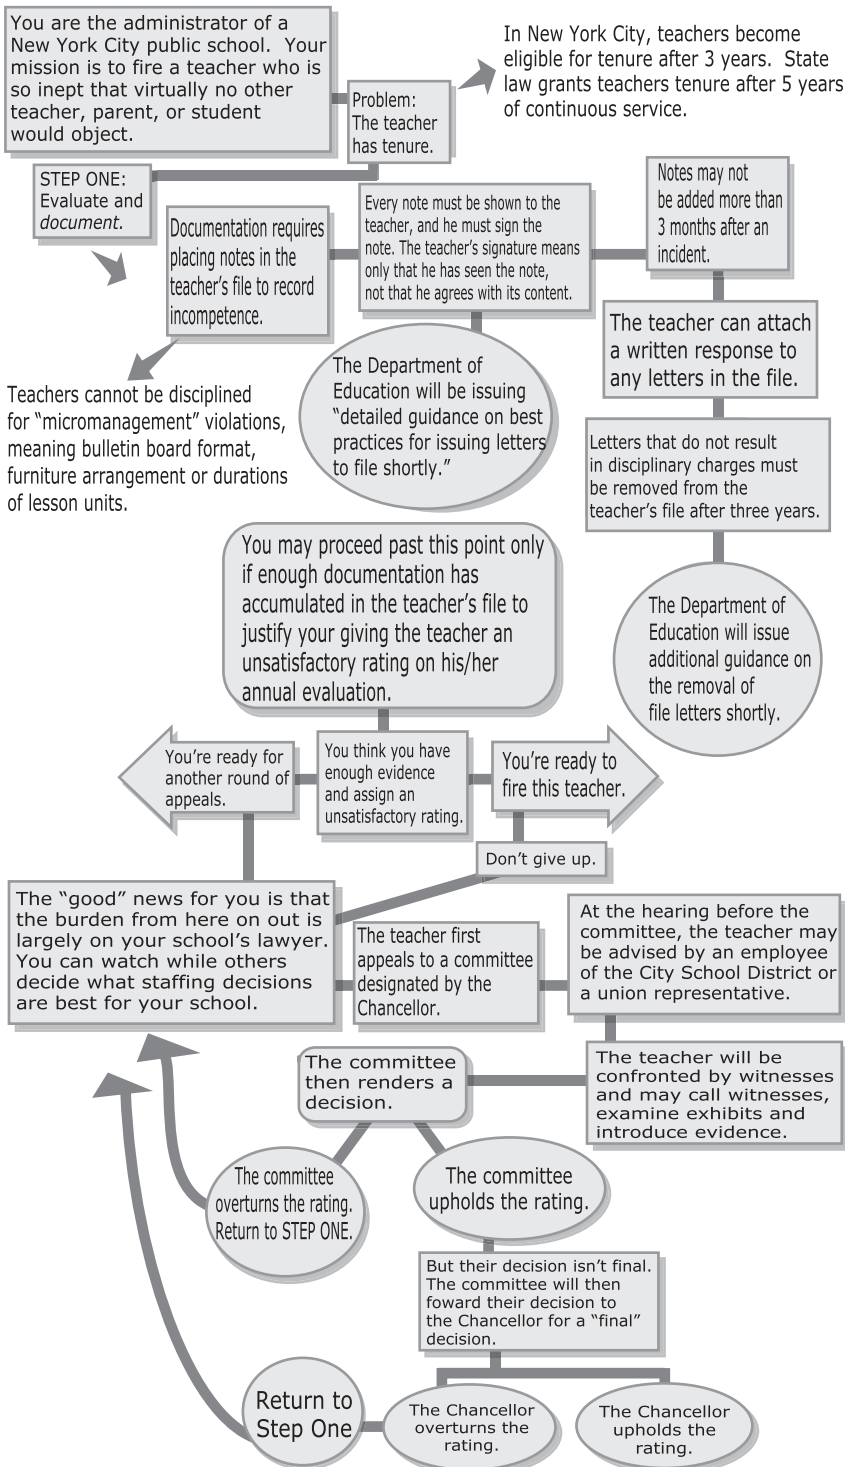 You are the administrator of a
New York City public school.  Your
mission is to fire a teacher who is
so inept that virtually no other
teacher, parent, or student
would object.
In New York City, teachers become
eligible for tenure after 3 years.  State
law grants teachers tenure after 5 years
of continuous service.
Problem:
The teacher
has tenure.
STEP ONE:
Evaluate and
document.
Documentation requires
placing notes in the
teacher's file to record
incompetence.
Every note must be shown to the
teacher, and he must sign the
note. The teacher's signature means
only that he has seen the note,
not that he agrees with its content.
Notes may not
be added more than
3 months after an
incident.
The teacher can attach
a written response to
any letters in the file.
The Department of
Education will be issuing
“detailed guidance on best
practices for issuing letters
to file shortly.”
Teachers cannot be disciplined
for “micromanagement” violations,
meaning bulletin board format,
furniture arrangement or durations
of lesson units.
Letters that do not result
in disciplinary charges must
be removed from the
teacher's file after three years.
The Department of
Education will issue
additional guidance on
the removal of
file letters shortly.
You may proceed past this point only
if enough documentation has
accumulated in the teacher's file to
justify your giving the teacher an
unsatisfactory rating on his/her
annual evaluation.
You're ready for
another round of
appeals.
You think you have
enough evidence
and assign an
unsatisfactory rating.
You're ready to
fire this teacher.
Don't give up.
The “good” news for you is that
the burden from here on out is
largely on your school's lawyer.
You can watch while others
decide what staffing decisions
are best for your school.
The teacher first
appeals to a committee
designated by the
Chancellor.
At the hearing before the
committee, the teacher may
be advised by an employee
of the City School District or
a union representative.
The teacher will be
confronted by witnesses
and may call witnesses,
examine exhibits and
introduce evidence.
The committee
then renders a
decision.
The committee
overturns the rating.
Return to STEP ONE.
The committee
upholds the rating.
But their decision isn't final.
The committee will then
foward their decision to
the Chancellor for a “final”
decision.
Return to
Step One
The Chancellor
overturns the
rating.
The Chancellor
upholds the
rating.